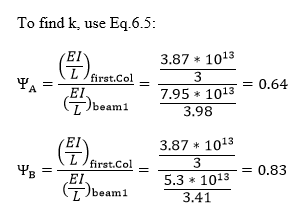 To find k, use Eq.6.5:
Ψ_A = (EI/L)_first.Col / (EI/L)_beam1 = (3.87 * 10^13 / 3) / (7.95 * 10^13 / 3.98) = 0.64
Ψ_B = (EI/L)_first.Col / (EI/L)_beam1 = (3.87 * 10^13 / 3) / (5.3 * 10^13 / 3.41) = 0.83